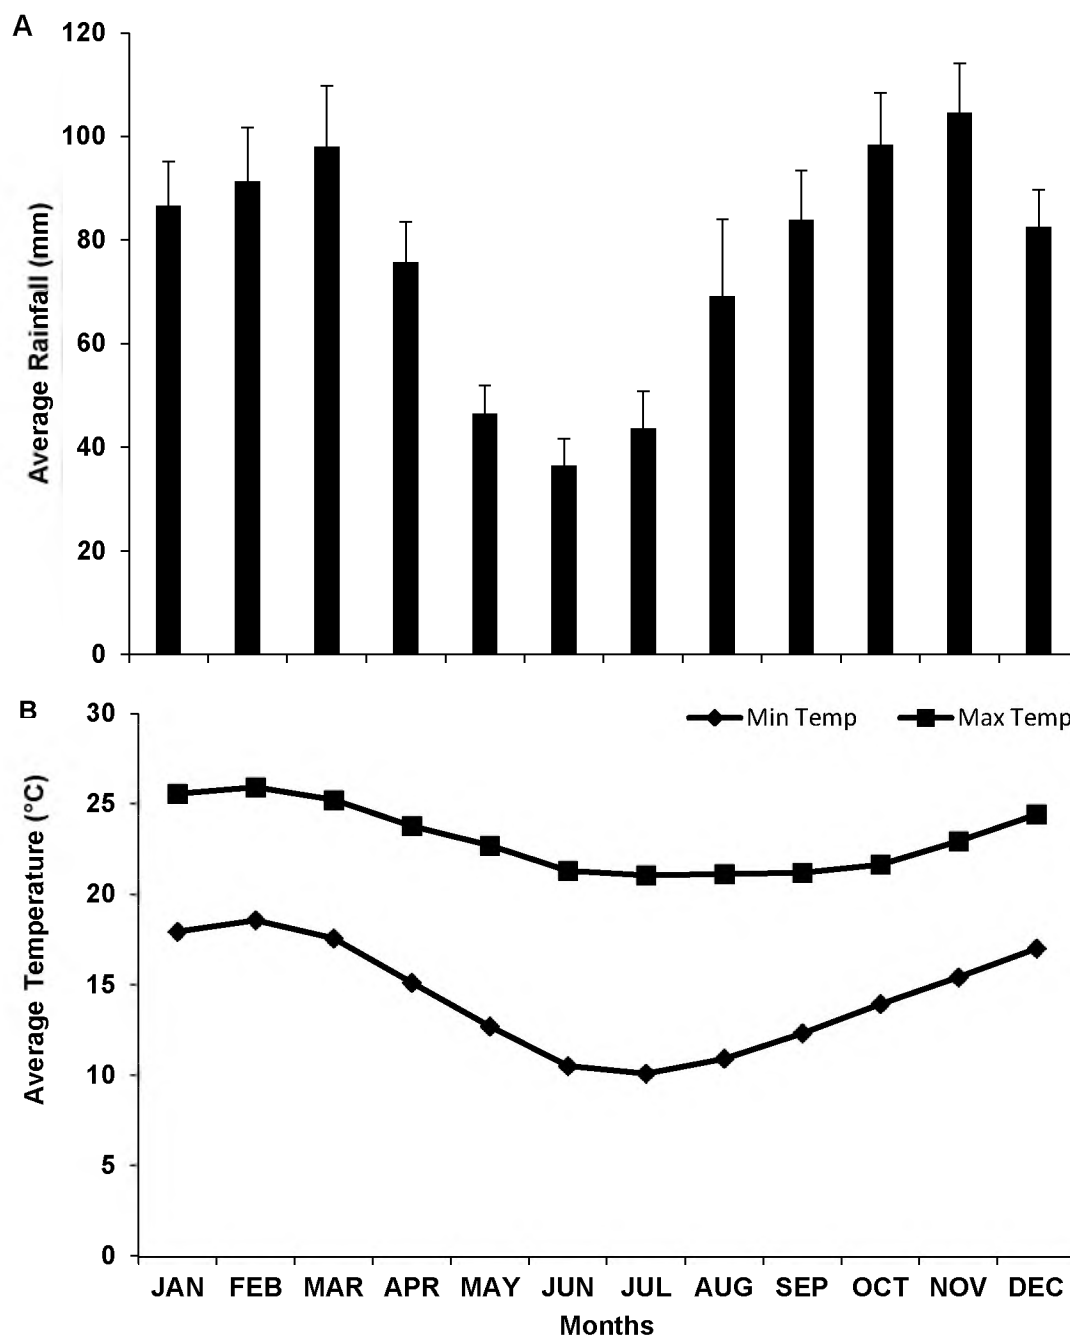 A
120
100
80
60
40
20
0
Average Rainfall (mm)
B
30
25
20
15
10
5
0
Average Temperature (°C)
Min Temp Max Temp
JAN FEB MAR APR MAY JUN JUL AUG SEP OCT NOV DEC
Months